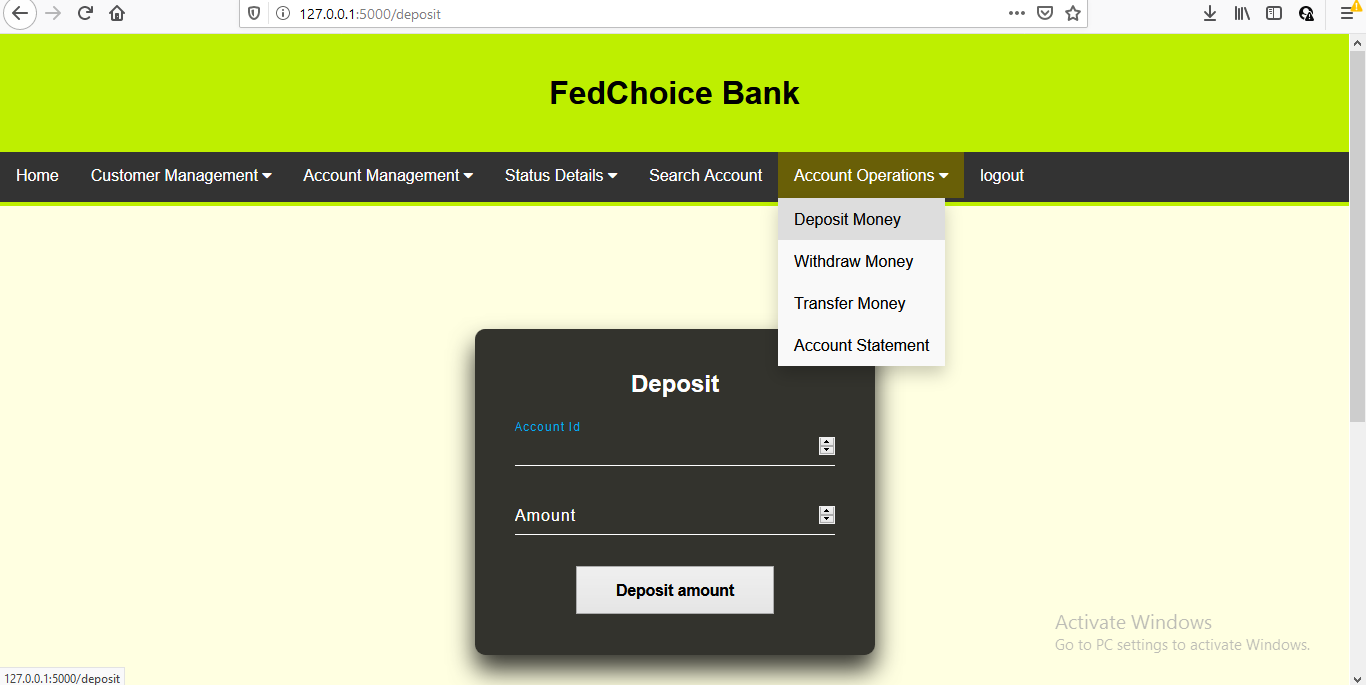 127.0.0.1:5000/deposit
FedChoice Bank
Home Customer Management Account Management Status Details Search Account Account Operations logout
Deposit Money
Withdraw Money
Transfer Money
Account Statement
Deposit
Account Id
Amount
Deposit amount
Activate Windows
Go to PC settings to activate Windows.
127.0.0.1:5000/deposit